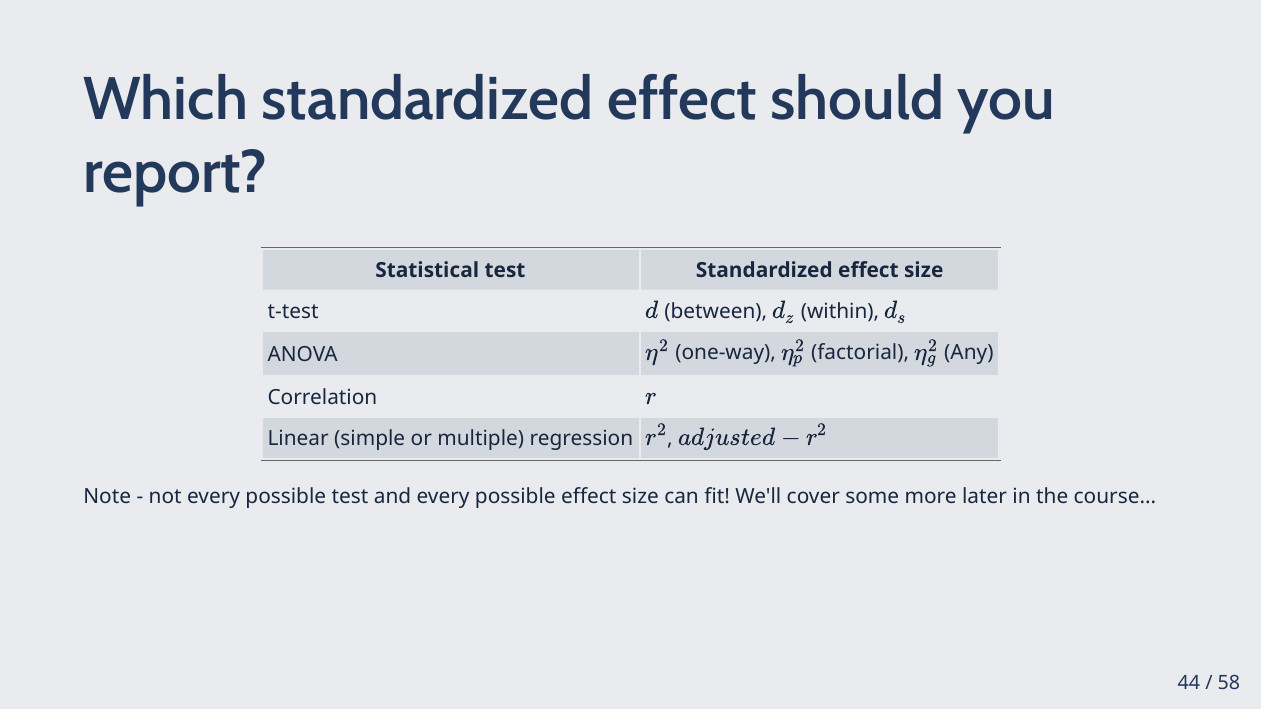 Which standardized effect should you
report?
Statistical test Standardized effect size
t-test d (between), d_z (within), d_s
ANOVA η² (one-way), η_p² (factorial), η_g² (Any)
Correlation r
Linear (simple or multiple) regression r², adjusted − r²
Note - not every possible test and every possible effect size can fit! We'll cover some more later in the course...
44 / 58